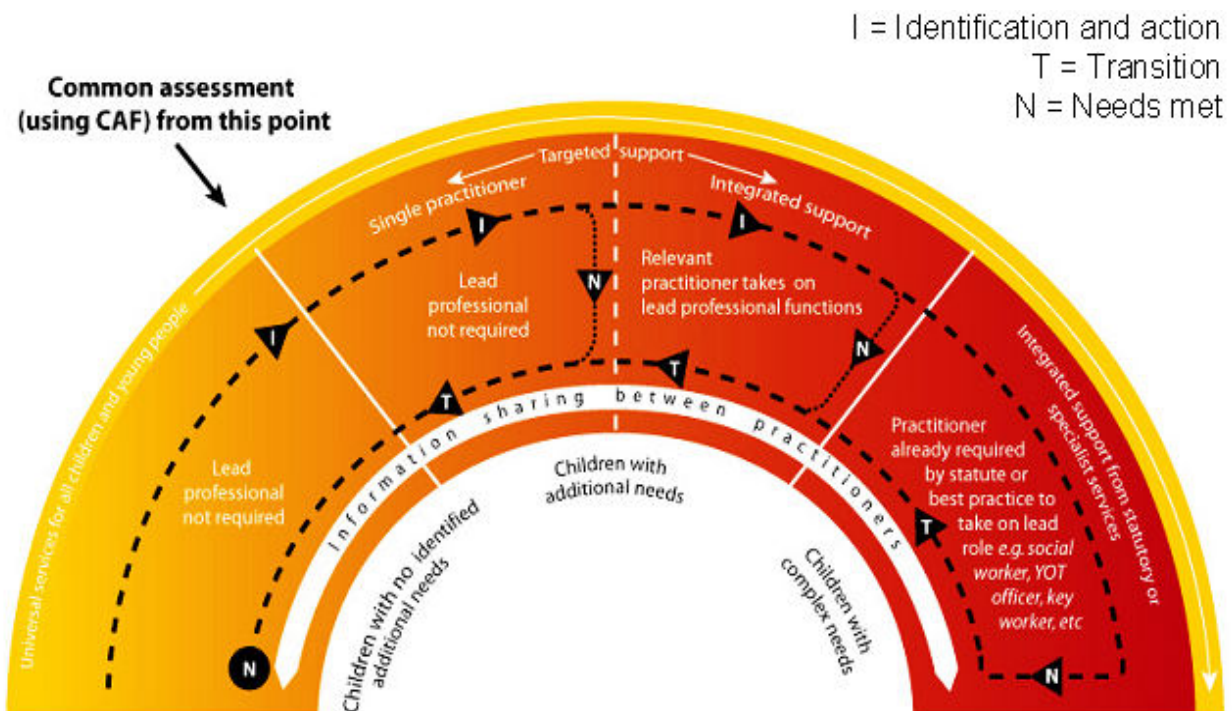 I = Identification and action
T = Transition
N = Needs met
Common assessment
(using CAF) from this point
Universal services for all children and young people
Targeted support
Single practitioner
Integrated support
I
I
I
Lead
professional
not required
N
Relevant
practitioner takes on
lead professional functions
N
T
T
Lead
professional
not required
N
Information sharing between practitioners
Integrated support from statutory or
specialist services
Practitioner
already required
by statute or
best practice to
take on lead
role e.g. social
worker, YOT
officer, key
worker, etc
T
N
Children with no identified
additional needs
Children with
additional needs
Children with
complex needs